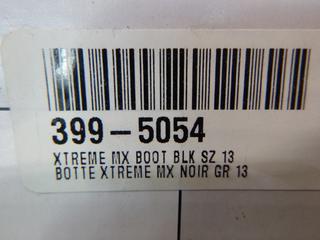 399-5054
XTREME MX BOOT BLK SZ 13
BOTTE XTREME MX NOIR GR 13